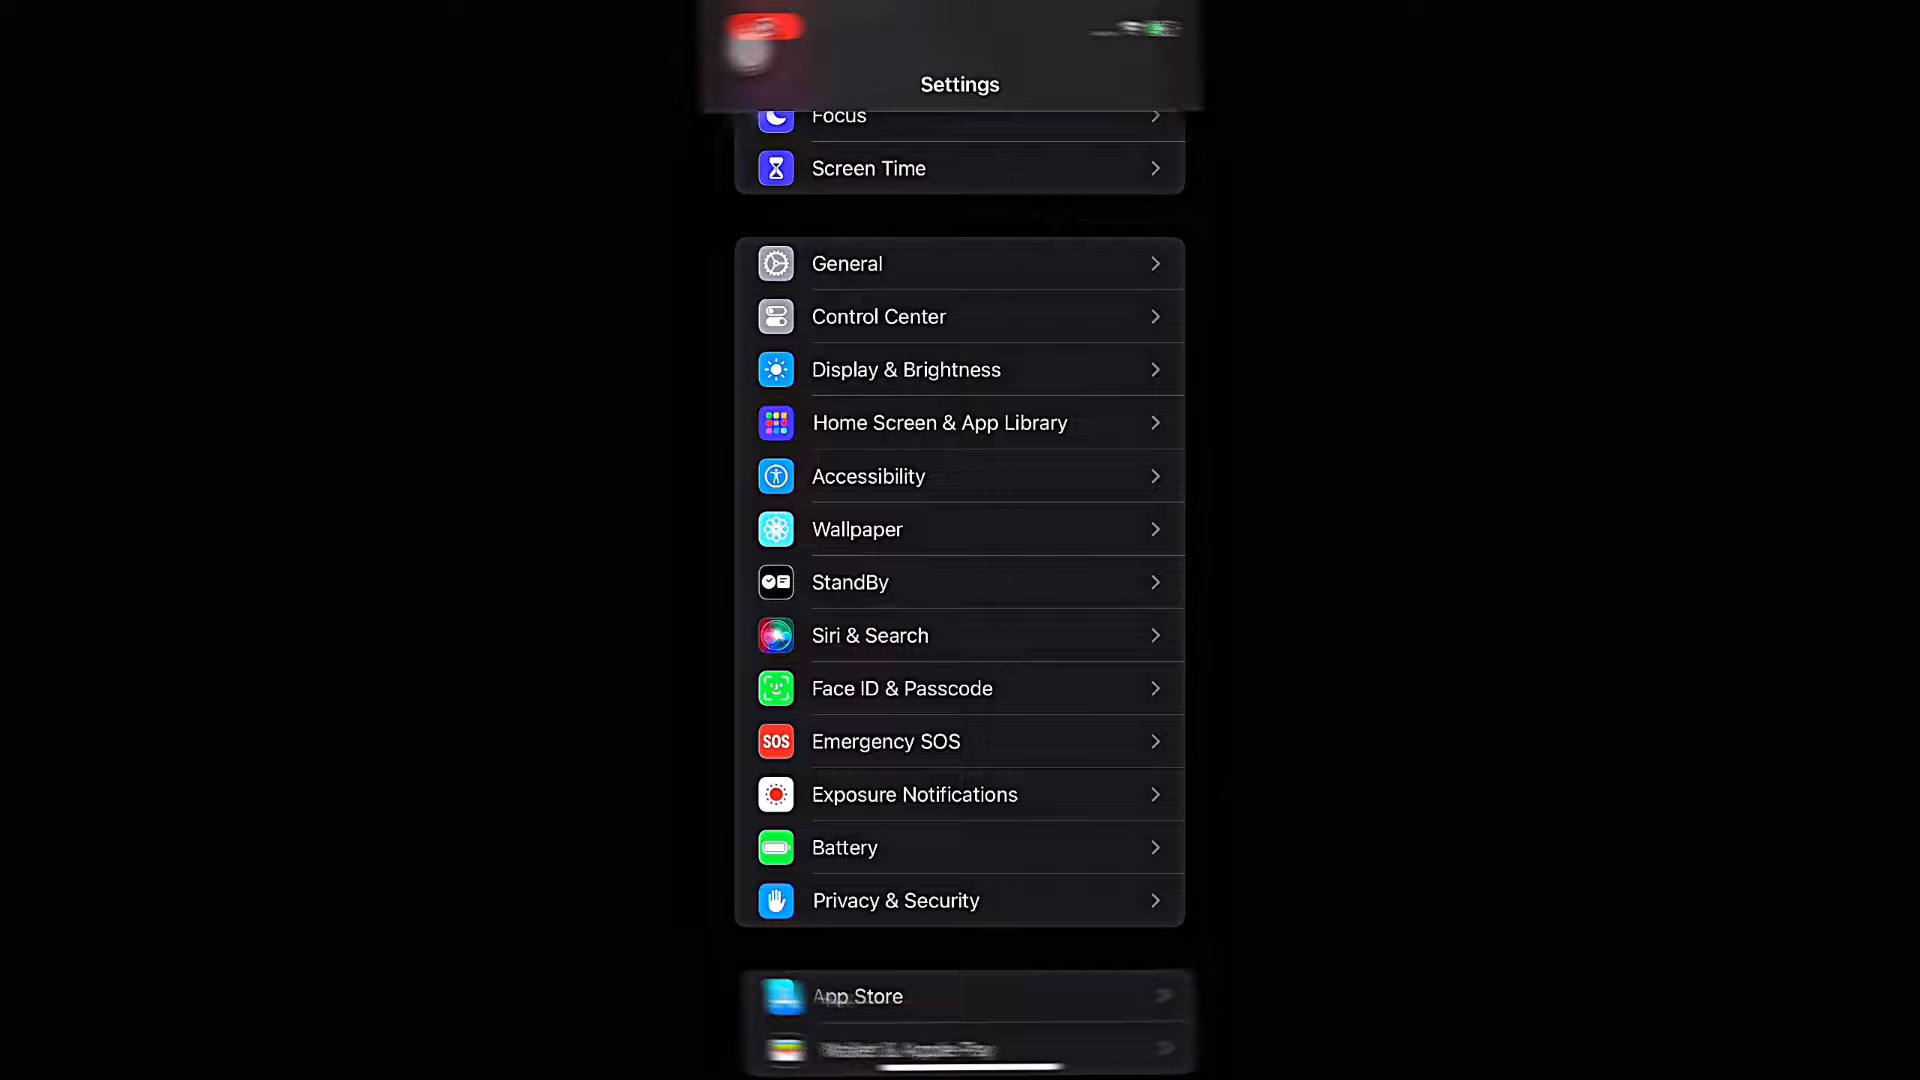 Settings
Focus
Screen Time
General
Control Center
Display & Brightness
Home Screen & App Library
Accessibility
Wallpaper
StandBy
Siri & Search
Face ID & Passcode
SOS Emergency SOS
Exposure Notifications
Battery
Privacy & Security
App Store